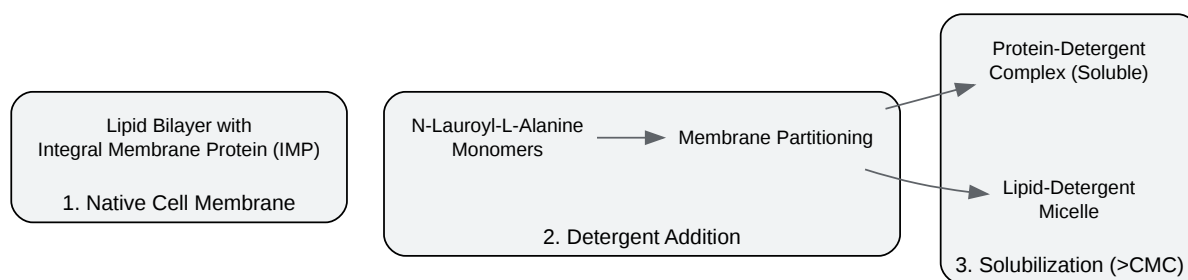 Lipid Bilayer with
Integral Membrane Protein (IMP)
1. Native Cell Membrane
N-Lauroyl-L-Alanine
Monomers
Membrane Partitioning
2. Detergent Addition
Protein-Detergent
Complex (Soluble)
Lipid-Detergent
Micelle
3. Solubilization (>CMC)